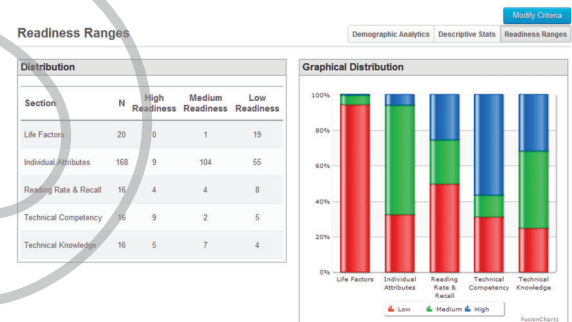 Modify Criteria
Readiness Ranges
Demographic Analytics Descriptive Stats Readiness Ranges
Distribution
Section N High Readiness Medium Readiness Low Readiness
Life Factors 20 0 1 19
Individual Attributes 168 9 104 55
Reading Rate & Recall 16 4 4 8
Technical Competency 16 9 2 5
Technical Knowledge 16 5 7 4
Graphical Distribution
100%
80%
60%
40%
20%
0%
Life Factors Individual Attributes Reading Rate & Recall Technical Competency Technical Knowledge
Low Medium High
FusionCharts